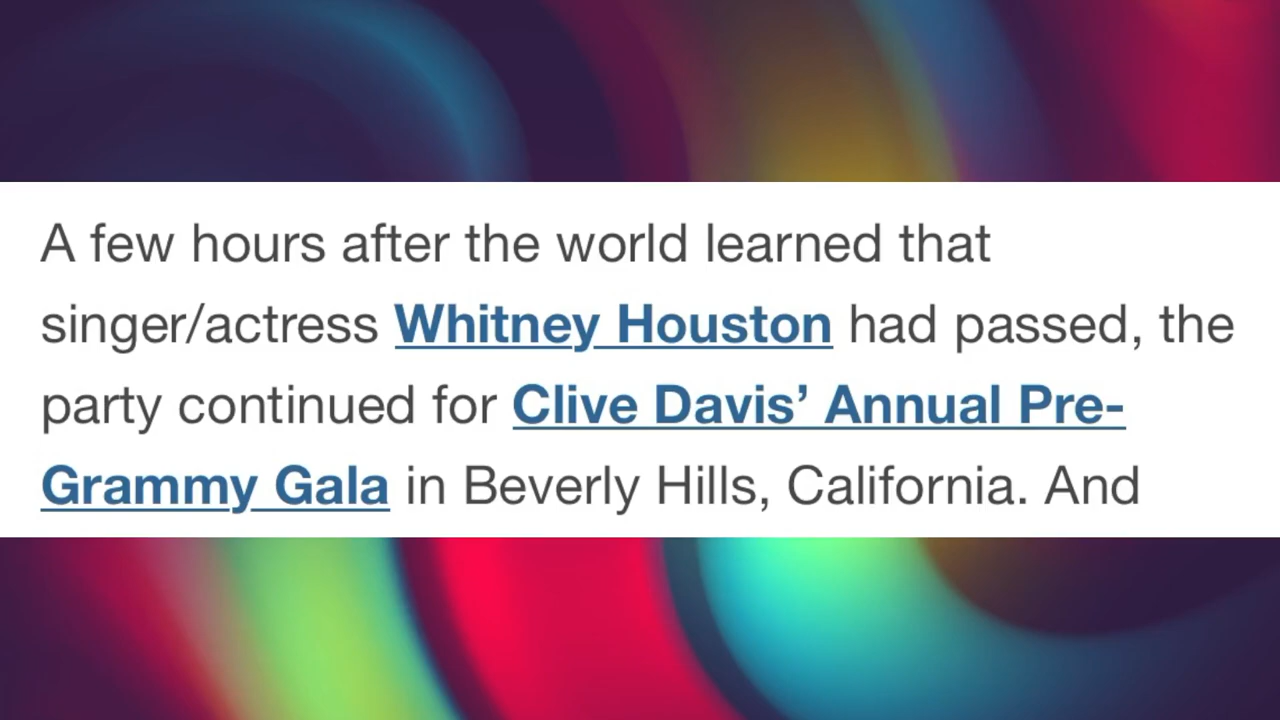 A few hours after the world learned that
singer/actress Whitney Houston had passed, the
party continued for Clive Davis’ Annual Pre-
Grammy Gala in Beverly Hills, California. And